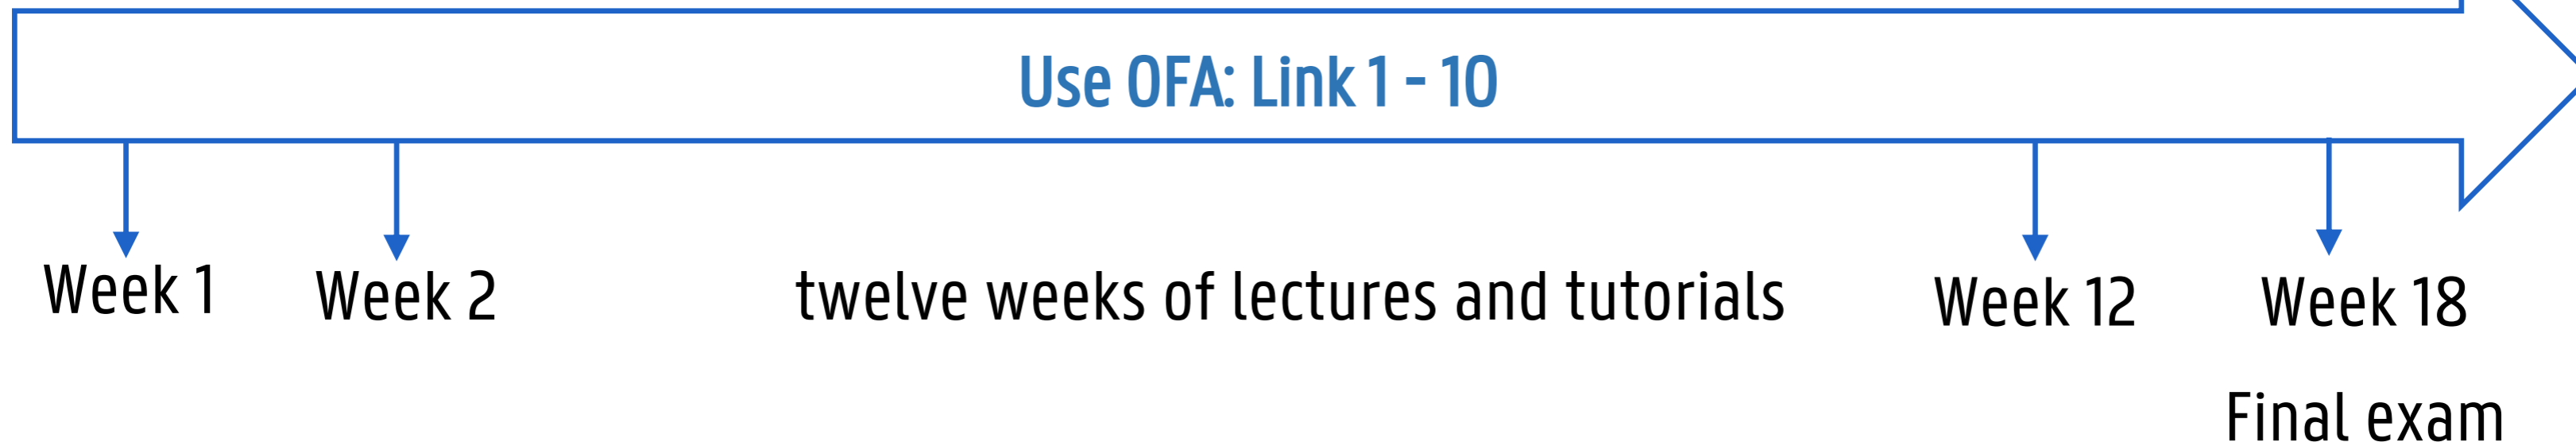 Use OFA: Link 1 - 10
Week 1
Week 2
twelve weeks of lectures and tutorials
Week 12
Week 18
Final exam